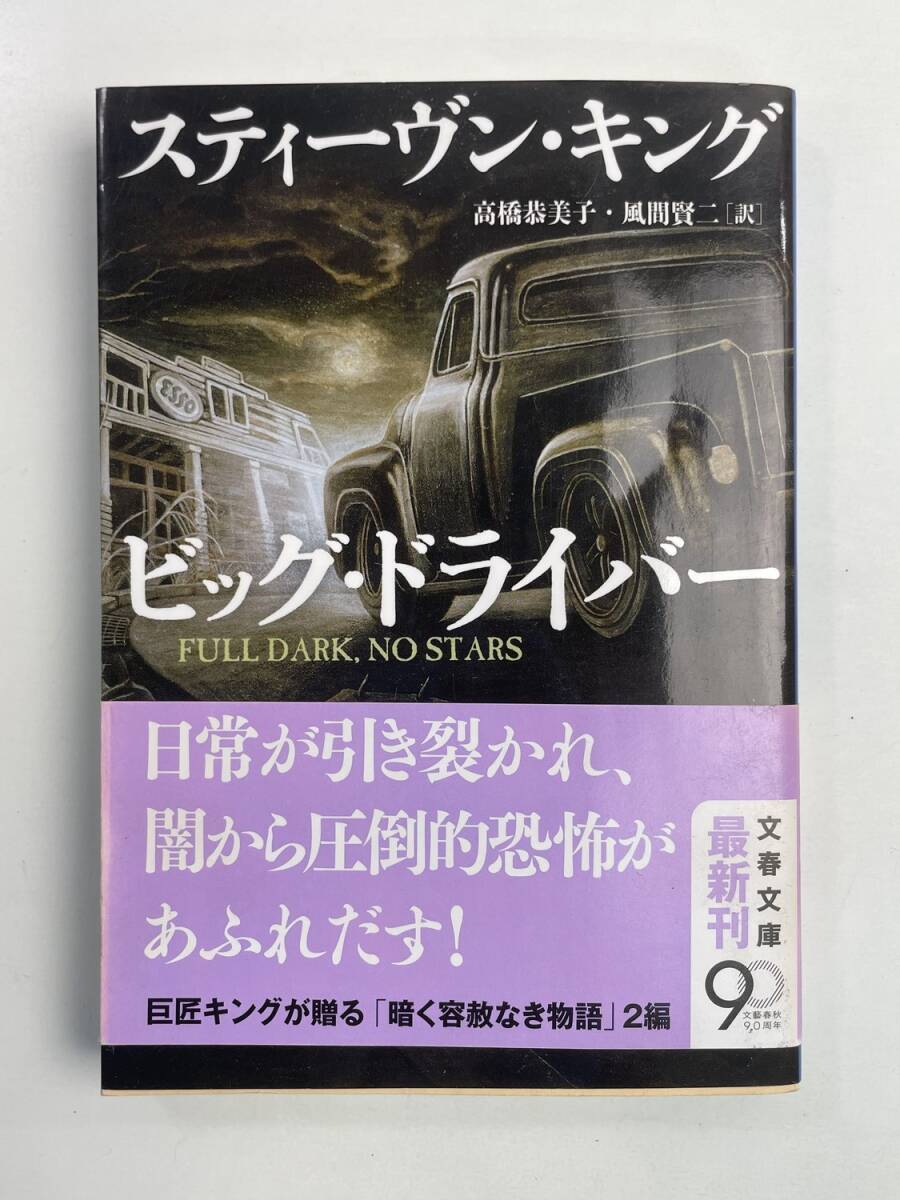 スティーヴン・キング
高橋恭美子・風間賢二[訳]
ESSO
ビッグ・ドライバー
FULL DARK, NO STARS
日常が引き裂かれ、
闇から圧倒的恐怖が
あふれだす!
巨匠キングが贈る「暗く容赦なき物語」2編
文春文庫
最新刊
90
文藝春秋
90周年